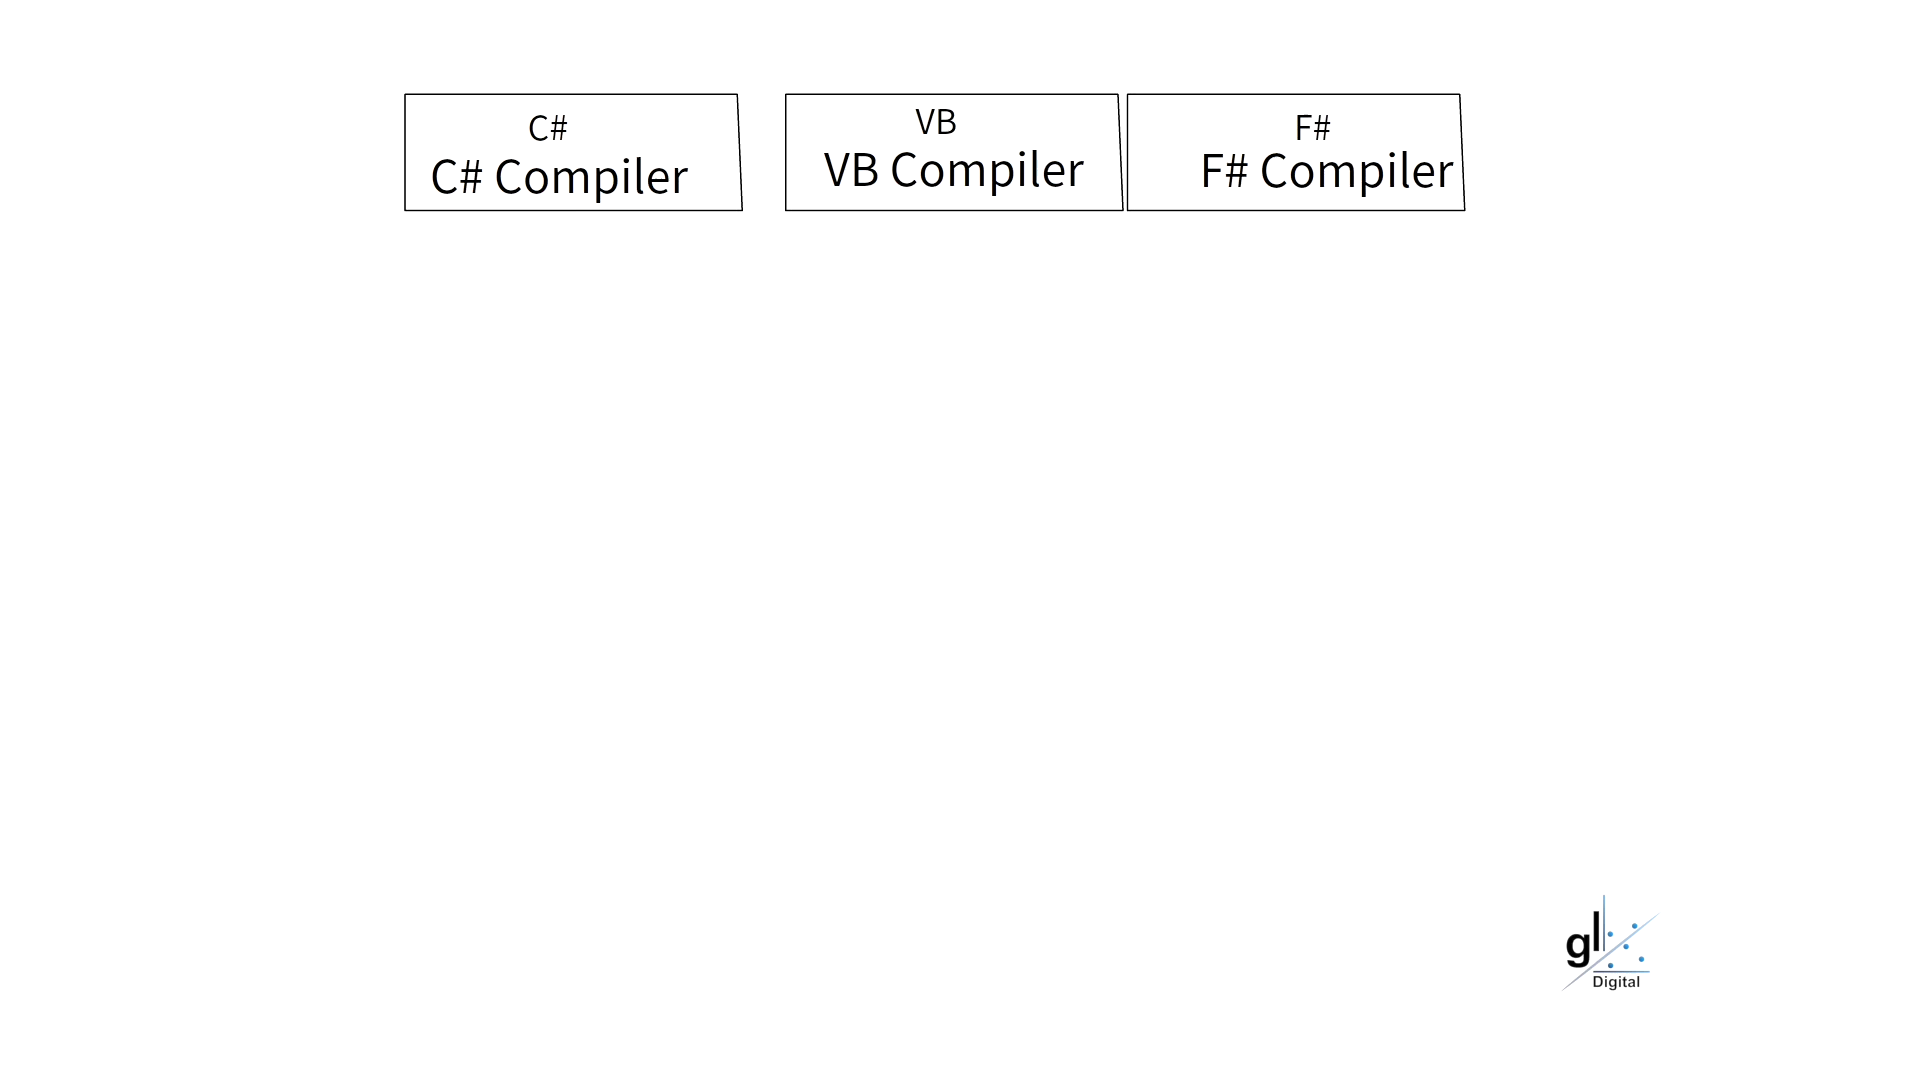 C#
C# Compiler
VB
VB Compiler
F#
F# Compiler
gl
Digital